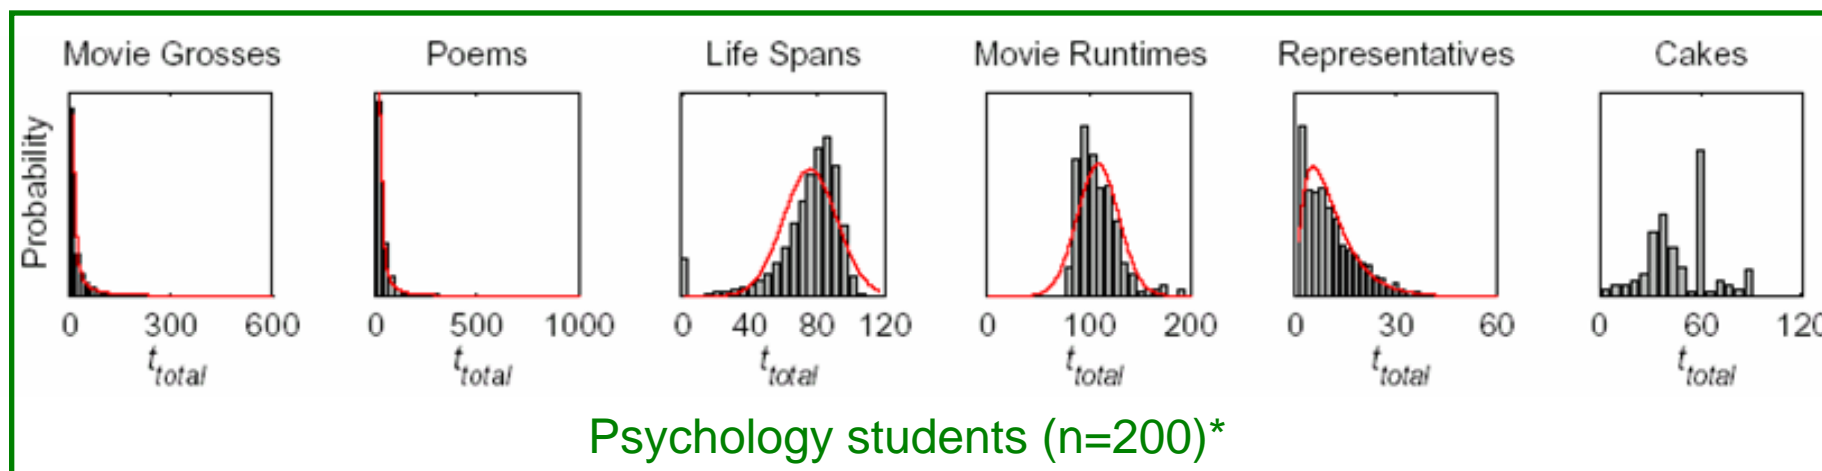 Movie Grosses Poems Life Spans Movie Runtimes Representatives Cakes
Probability
0 300 600 0 500 1000 0 40 80 120 0 100 200 0 30 60 0 60 120
t_total t_total t_total t_total t_total t_total
Psychology students (n=200)*